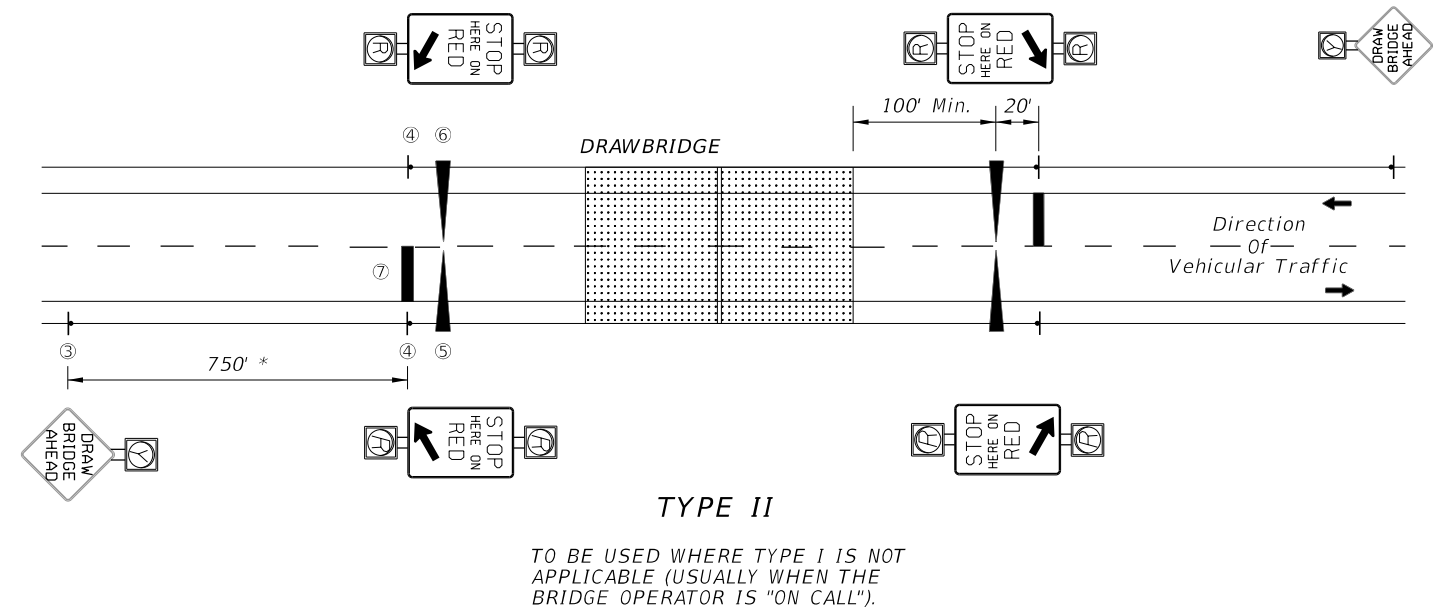 R
STOP
HERE ON
RED
R
R
STOP
HERE ON
RED
R
Y
DRAW
BRIDGE
AHEAD
100' Min.
20'
④
⑥
DRAWBRIDGE
Direction
Of
Vehicular Traffic
⑦
③
④
⑤
750' *
DRAW
BRIDGE
AHEAD
Y
R
STOP
HERE ON
RED
R
R
STOP
HERE ON
RED
R
TYPE II
TO BE USED WHERE TYPE I IS NOT
APPLICABLE (USUALLY WHEN THE
BRIDGE OPERATOR IS "ON CALL").